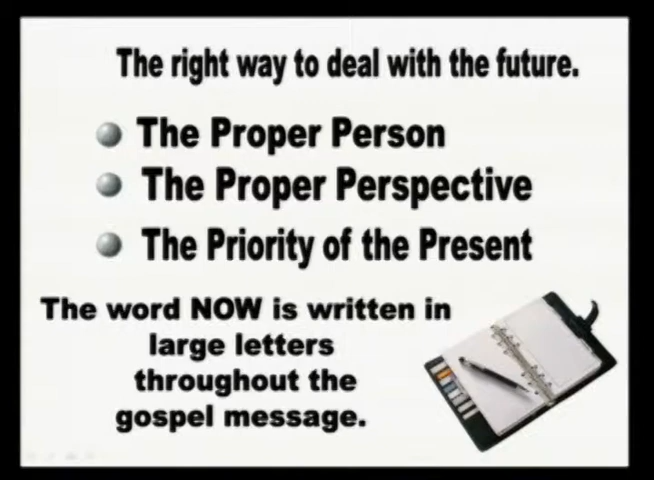 The right way to deal with the future.
The Proper Person
The Proper Perspective
The Priority of the Present
The word NOW is written in
large letters
throughout the
gospel message.